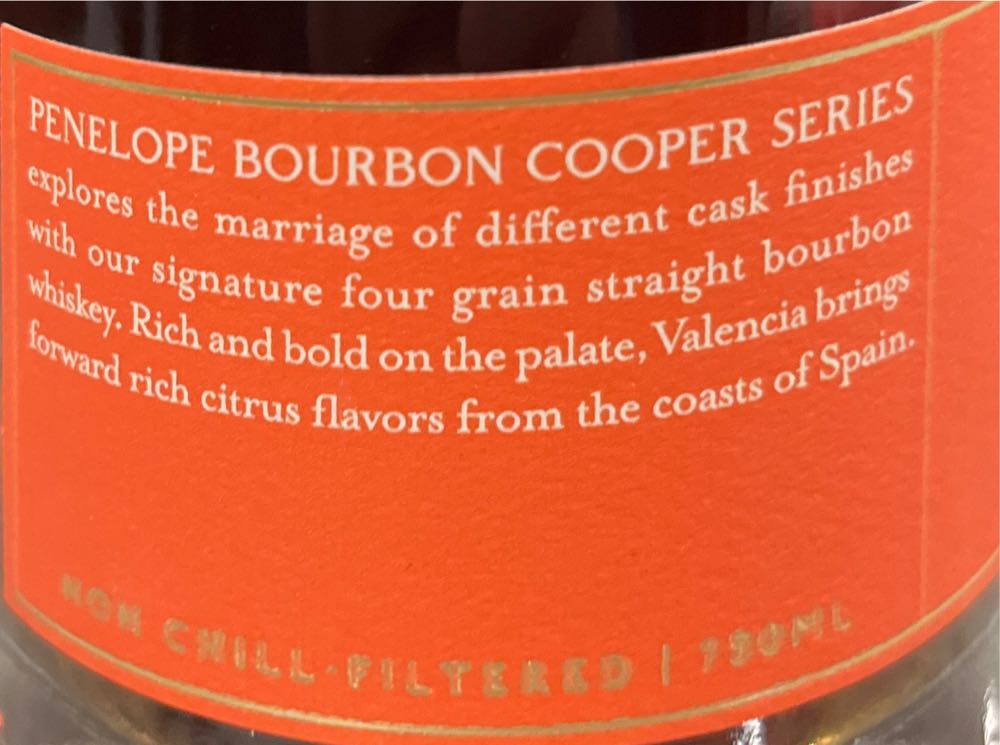 PENELOPE BOURBON COOPER SERIES
explores the marriage of different cask finishes
with our signature four grain straight bourbon
whiskey. Rich and bold on the palate, Valencia brings
forward rich citrus flavors from the coasts of Spain.
NON CHILL-FILTERED | 750ML